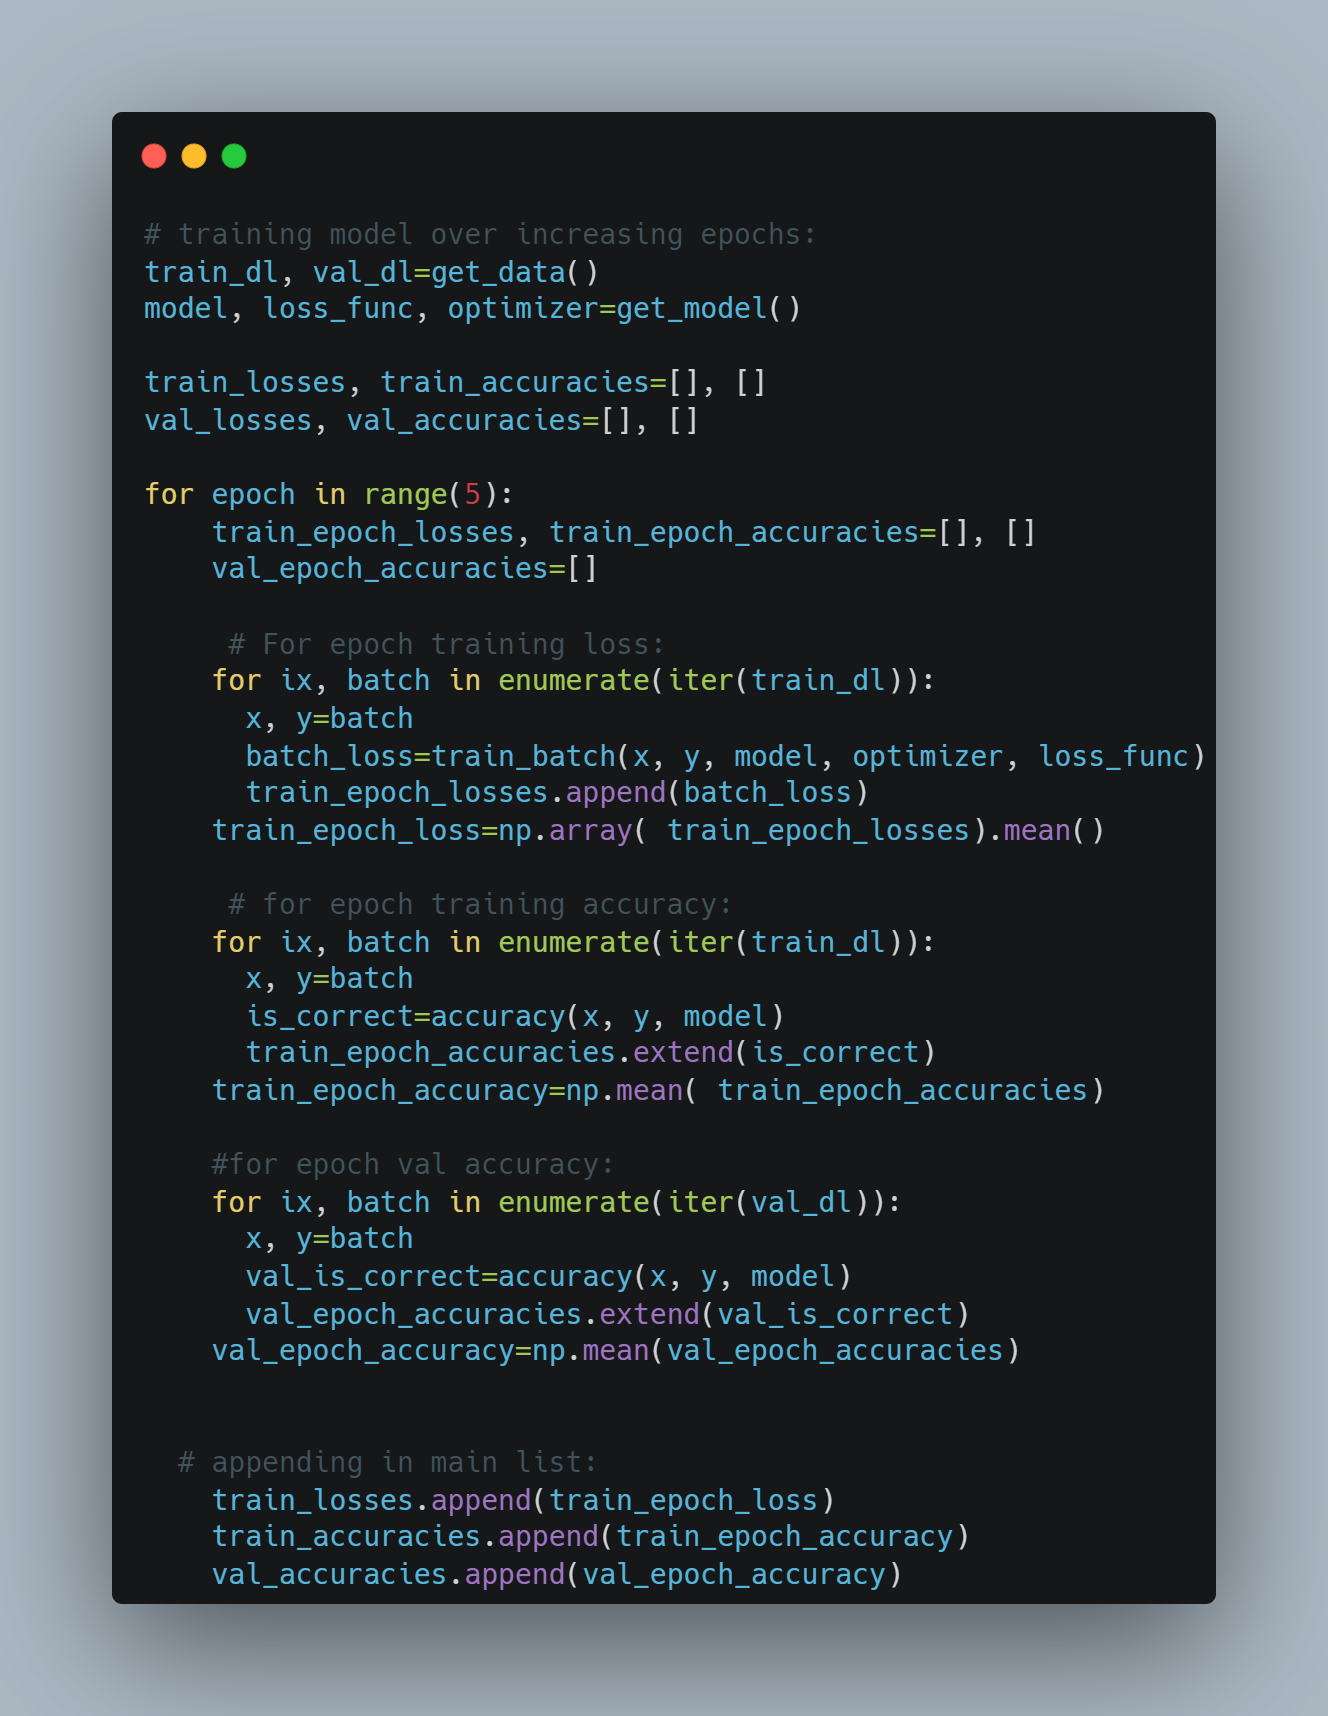 # training model over increasing epochs:
train_dl, val_dl=get_data()
model, loss_func, optimizer=get_model()

train_losses, train_accuracies=[], []
val_losses, val_accuracies=[], []

for epoch in range(5):
    train_epoch_losses, train_epoch_accuracies=[], []
    val_epoch_accuracies=[]

     # For epoch training loss:
    for ix, batch in enumerate(iter(train_dl)):
      x, y=batch
      batch_loss=train_batch(x, y, model, optimizer, loss_func)
      train_epoch_losses.append(batch_loss)
    train_epoch_loss=np.array( train_epoch_losses).mean()

     # for epoch training accuracy:
    for ix, batch in enumerate(iter(train_dl)):
      x, y=batch
      is_correct=accuracy(x, y, model)
      train_epoch_accuracies.extend(is_correct)
    train_epoch_accuracy=np.mean( train_epoch_accuracies)

    #for epoch val accuracy:
    for ix, batch in enumerate(iter(val_dl)):
      x, y=batch
      val_is_correct=accuracy(x, y, model)
      val_epoch_accuracies.extend(val_is_correct)
    val_epoch_accuracy=np.mean(val_epoch_accuracies)


  # appending in main list:
    train_losses.append(train_epoch_loss)
    train_accuracies.append(train_epoch_accuracy)
    val_accuracies.append(val_epoch_accuracy)